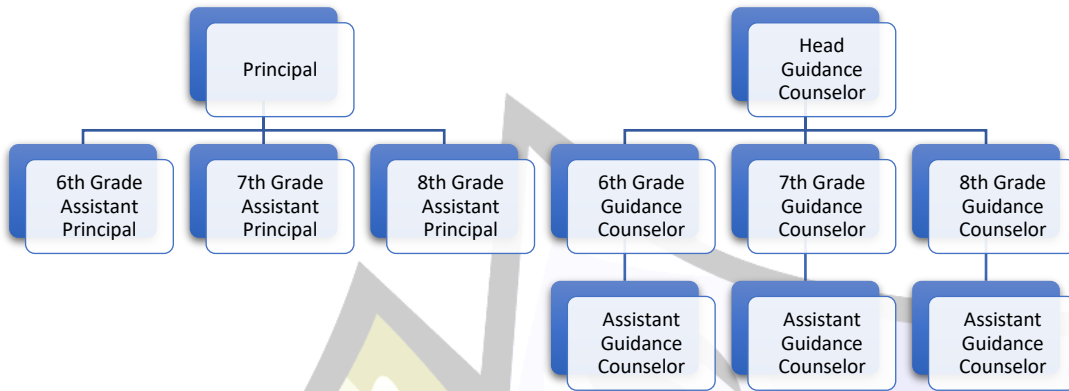 Principal
Head
Guidance
Counselor
6th Grade
Assistant
Principal
7th Grade
Assistant
Principal
8th Grade
Assistant
Principal
6th Grade
Guidance
Counselor
7th Grade
Guidance
Counselor
8th Grade
Guidance
Counselor
Assistant
Guidance
Counselor
Assistant
Guidance
Counselor
Assistant
Guidance
Counselor